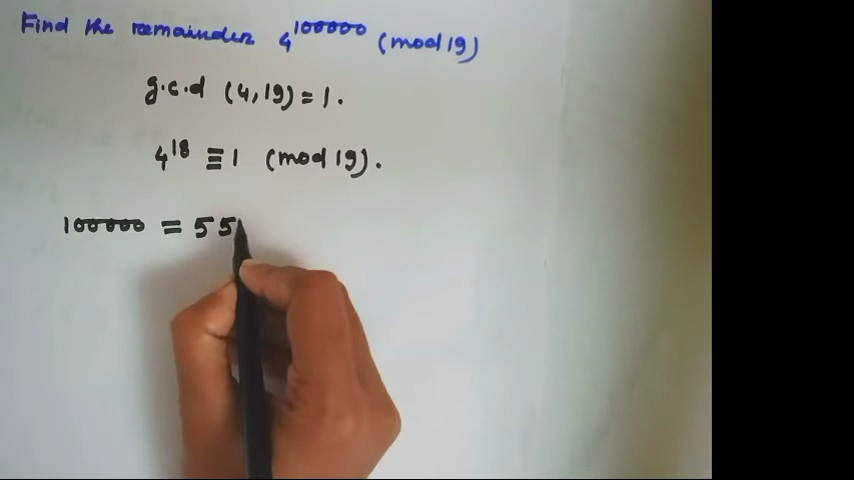 Find the remainder 4^100000 (mod 19)
g.c.d (4, 19) = 1.
4^18 ≡ 1 (mod 19).
100000 = 55